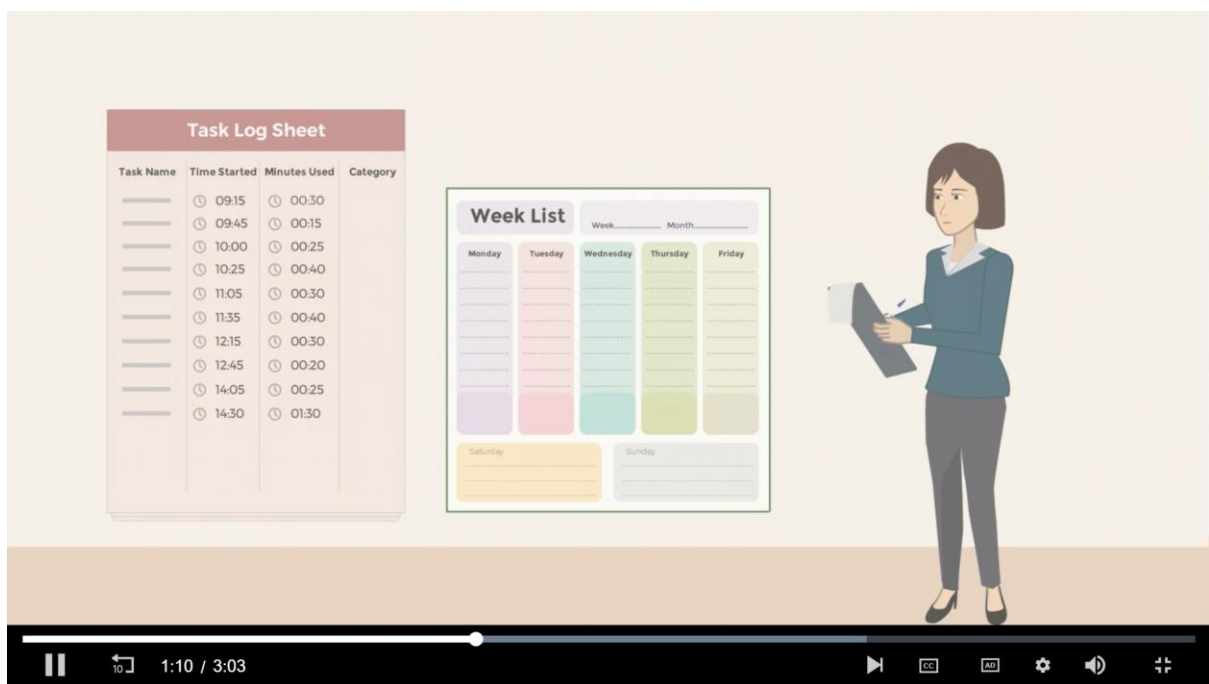 Task Log Sheet
Task Name Time Started Minutes Used Category
09:15 00:30
09:45 00:15
10:00 00:25
10:25 00:40
11:05 00:30
11:35 00:40
12:15 00:30
12:45 00:20
14:05 00:25
14:30 01:30
Week List
Week Month
Monday Tuesday Wednesday Thursday Friday
Saturday Sunday
10 1:10 / 3:03 CC AD